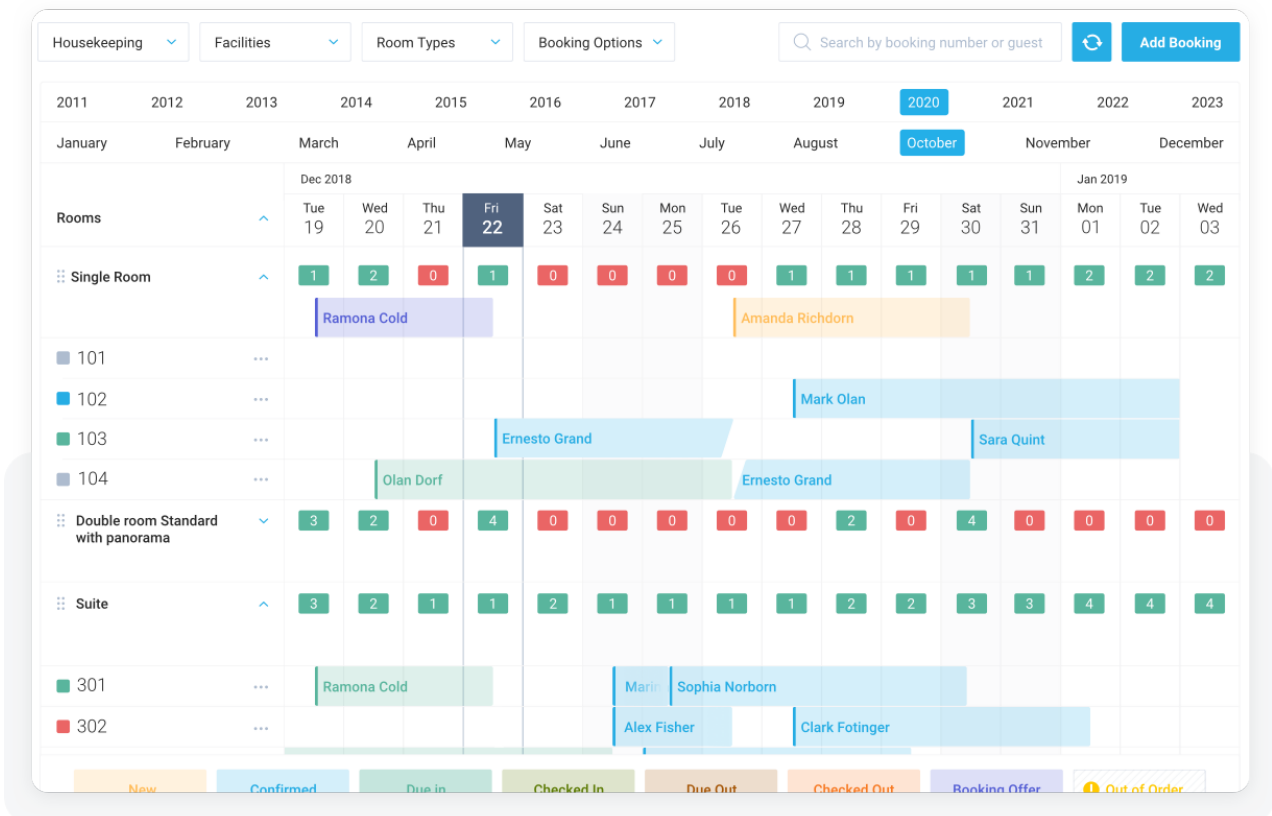 Housekeeping Facilities Room Types Booking Options Search by booking number or guest Add Booking
2011 2012 2013 2014 2015 2016 2017 2018 2019 2020 2021 2022 2023
January February March April May June July August October November December
Dec 2018 Jan 2019
Rooms Tue 19 Wed 20 Thu 21 Fri 22 Sat 23 Sun 24 Mon 25 Tue 26 Wed 27 Thu 28 Fri 29 Sat 30 Sun 31 Mon 01 Tue 02 Wed 03
Single Room 1 2 0 1 0 0 0 0 1 1 1 1 1 2 2 2
Ramona Cold Amanda Richdorn
101
102 Mark Olan
103 Ernesto Grand Sara Quint
104 Olan Dorf Ernesto Grand
Double room Standard 3 2 0 4 0 0 0 0 0 2 0 4 0 0 0 0
with panorama
Suite 3 2 1 1 2 1 1 1 1 2 2 3 3 4 4 4
301 Ramona Cold Sophia Norborn
302 Alex Fisher Clark Fotinger
New Confirmed Due in Checked In Due Out Checked Out Booking Offer Out of Order